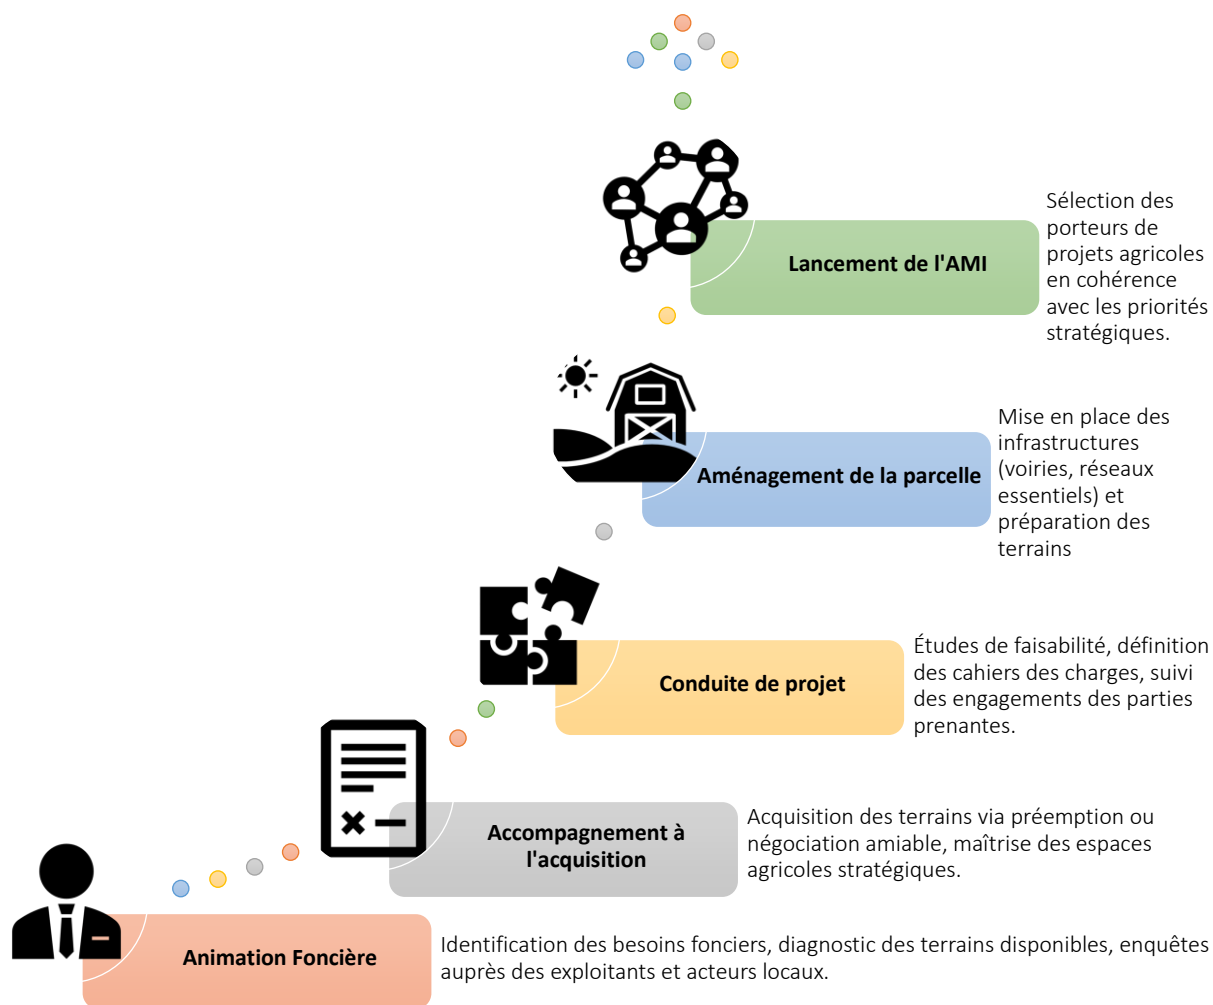 Sélection des
porteurs de
projets agricoles
en cohérence
avec les priorités
stratégiques.
Lancement de l'AMI
Mise en place des
infrastructures
(voiries, réseaux
essentiels) et
préparation des
terrains
Aménagement de la parcelle
Études de faisabilité, définition
des cahiers des charges, suivi
des engagements des parties
prenantes.
Conduite de projet
Acquisition des terrains via préemption ou
négociation amiable, maîtrise des espaces
agricoles stratégiques.
Accompagnement à
l'acquisition
Identification des besoins fonciers, diagnostic des terrains disponibles, enquêtes
auprès des exploitants et acteurs locaux.
Animation Foncière